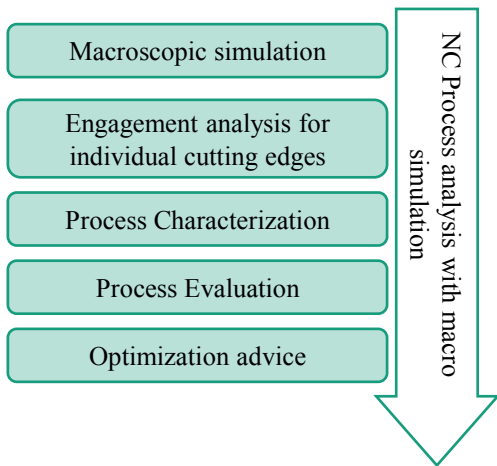 Macroscopic simulation
Engagement analysis for
individual cutting edges
Process Characterization
Process Evaluation
Optimization advice
NC Process analysis with macro
simulation